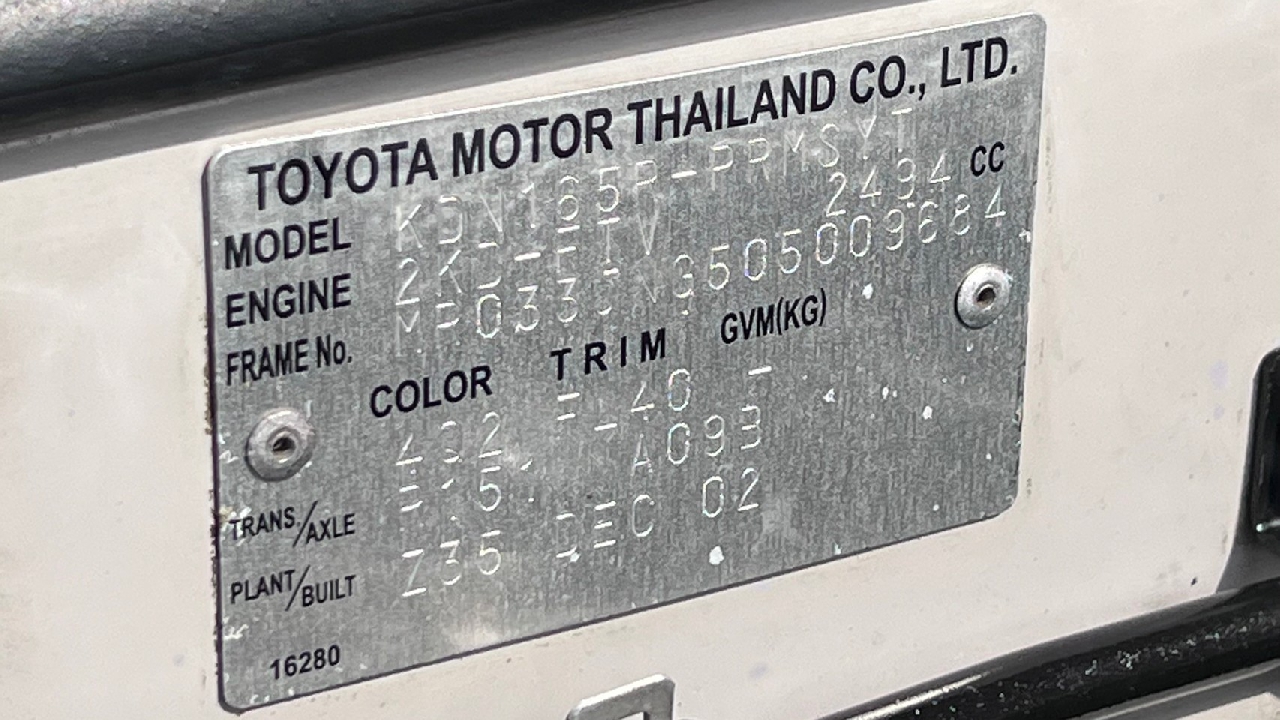 TOYOTA MOTOR THAILAND CO., LTD.
MODEL KDN165R-PRMSYT
ENGINE 2KD-FTV 2494 CC
FRAME No.
COLOR TRIM GVM(KG)
40 -
TRANS/AXLE A09B
PLANT/BUILT Z35 DEC 02
16280